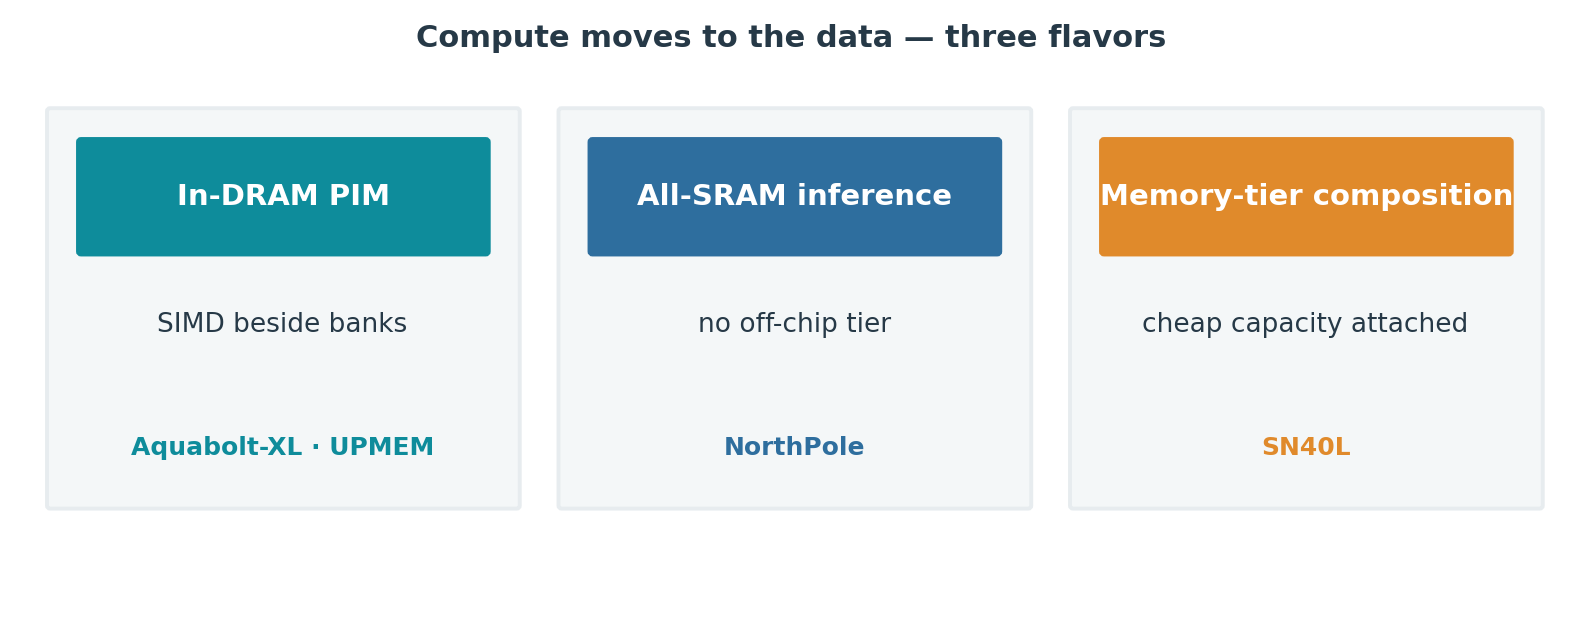 Compute moves to the data — three flavors
In-DRAM PIM
SIMD beside banks
Aquabolt-XL · UPMEM
All-SRAM inference
no off-chip tier
NorthPole
Memory-tier composition
cheap capacity attached
SN40L